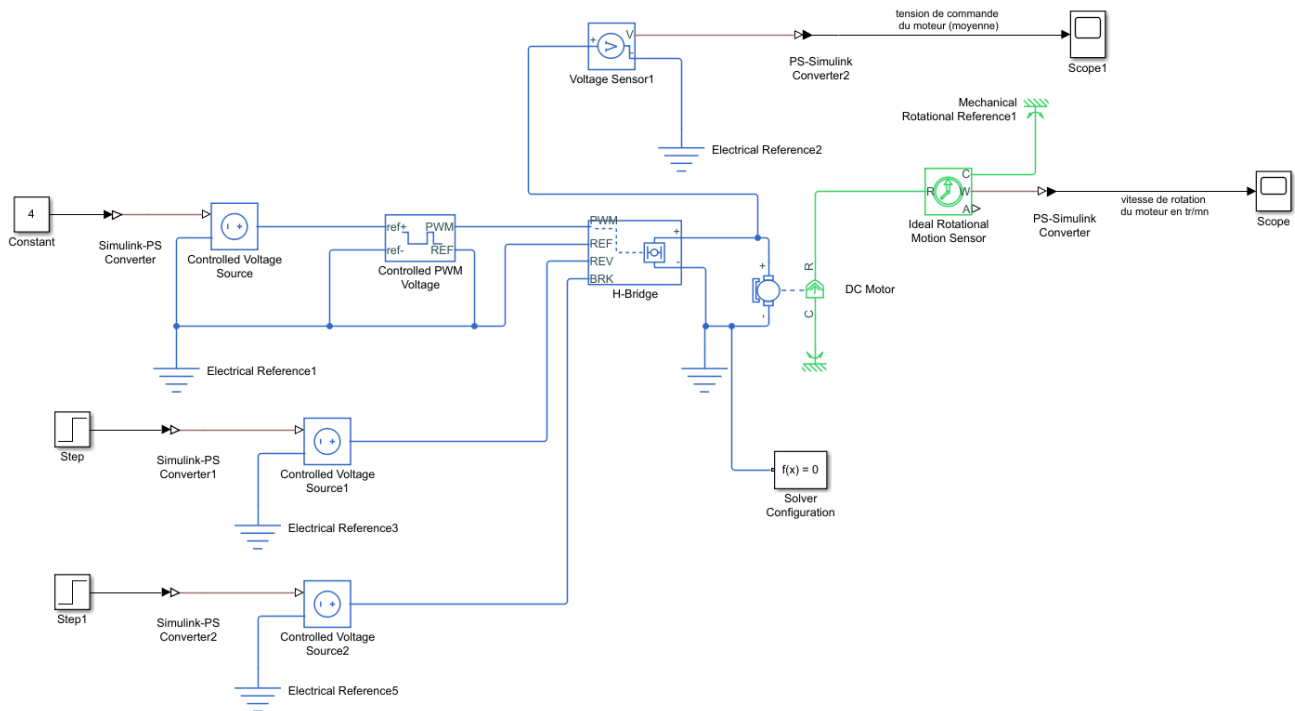 tension de commande
du moteur (moyenne)
+
V
-
Voltage Sensor1
PS-Simulink
Converter2
Scope1
Mechanical
Rotational Reference1
Electrical Reference2
C
R
W
A
Ideal Rotational
Motion Sensor
PS-Simulink
Converter
vitesse de rotation
du moteur en tr/mn
Scope
4
Constant
Simulink-PS
Converter
- +
Controlled Voltage
Source
ref+
PWM
ref-
REF
Controlled PWM
Voltage
PWM
REF
REV
BRK
+
-
H-Bridge
+
-
R
C
DC Motor
Electrical Reference1
Step
Simulink-PS
Converter1
- +
Controlled Voltage
Source1
Electrical Reference3
f(x) = 0
Solver
Configuration
Step1
Simulink-PS
Converter2
- +
Controlled Voltage
Source2
Electrical Reference5